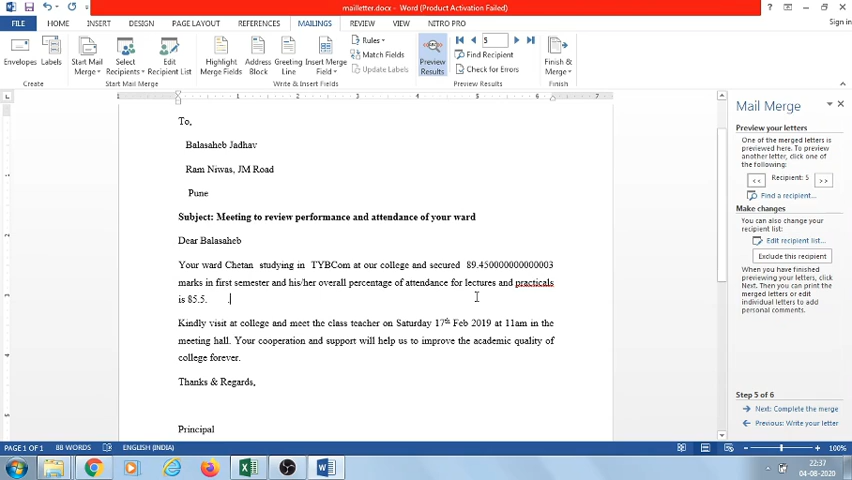 mailletter.docx - Word (Product Activation Failed)
FILE HOME INSERT DESIGN PAGE LAYOUT REFERENCES MAILINGS REVIEW VIEW NITRO PRO Sign in
Envelopes Labels Start Mail Merge Select Recipients Edit Recipient List Highlight Merge Fields Address Block Greeting Line Insert Merge Field Rules Match Fields Update Labels Preview Results ABC 5 Find Recipient Check for Errors Finish & Merge
Create Start Mail Merge Write & Insert Fields Preview Results Finish
1 1 2 3 4 5 6 7
To,
Balasaheb Jadhav
Ram Niwas, JM Road
Pune
Subject: Meeting to review performance and attendance of your ward
Dear Balasaheb
Your ward Chetan studying in TYBCom at our college and secured 89.450000000000003
marks in first semester and his/her overall percentage of attendance for lectures and practicals
is 85.5. .
Kindly visit at college and meet the class teacher on Saturday 17th Feb 2019 at 11am in the
meeting hall. Your cooperation and support will help us to improve the academic quality of
college forever.
Thanks & Regards,
Principal
Mail Merge
Preview your letters
One of the merged letters is
previewed here. To preview
another letter, click one of
the following:
<< Recipient: 5 >>
Find a recipient...
Make changes
You can also change your
recipient list:
Edit recipient list...
Exclude this recipient
When you have finished
previewing your letters, click
Next. Then you can print the
merged letters or edit
individual letters to add
personal comments.
Step 5 of 6
Next: Complete the merge
Previous: Write your letter
PAGE 1 OF 1 88 WORDS ENGLISH (INDIA) 100%
22:37
04-08-2020